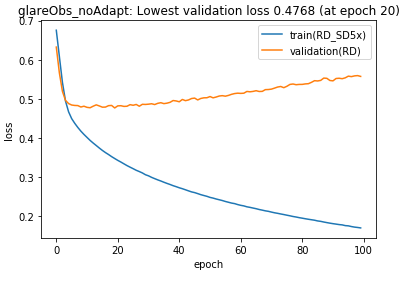 glareObs_noAdapt: Lowest validation loss 0.4768 (at epoch 20)
train(RD_SD5x)
validation(RD)
0.7
0.6
0.5
0.4
0.3
0.2
loss
0
20
40
60
80
100
epoch